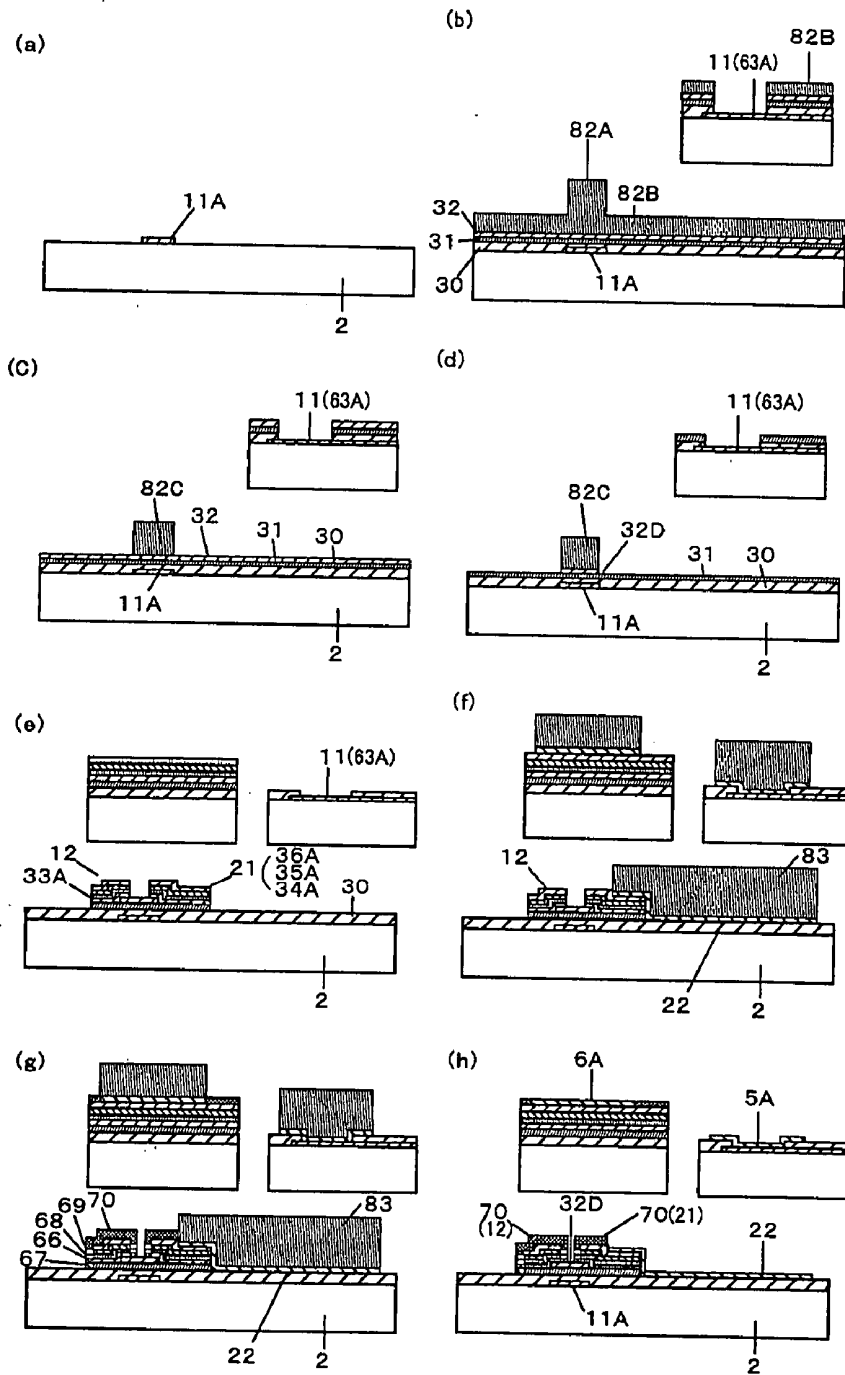 (a)
11A
2
(b)
11(63A)
82B
82A
82B
32
31
30
11A
2
(C)
11(63A)
82C
32
31
30
11A
2
(d)
11(63A)
82C
32D
31
30
11A
2
(e)
11(63A)
12
33A
21
36A
35A
34A
30
2
(f)
12
83
22
2
(g)
69
70
68
66
67
83
22
2
(h)
6A
5A
70
(12)
32D
70(21)
22
11A
2